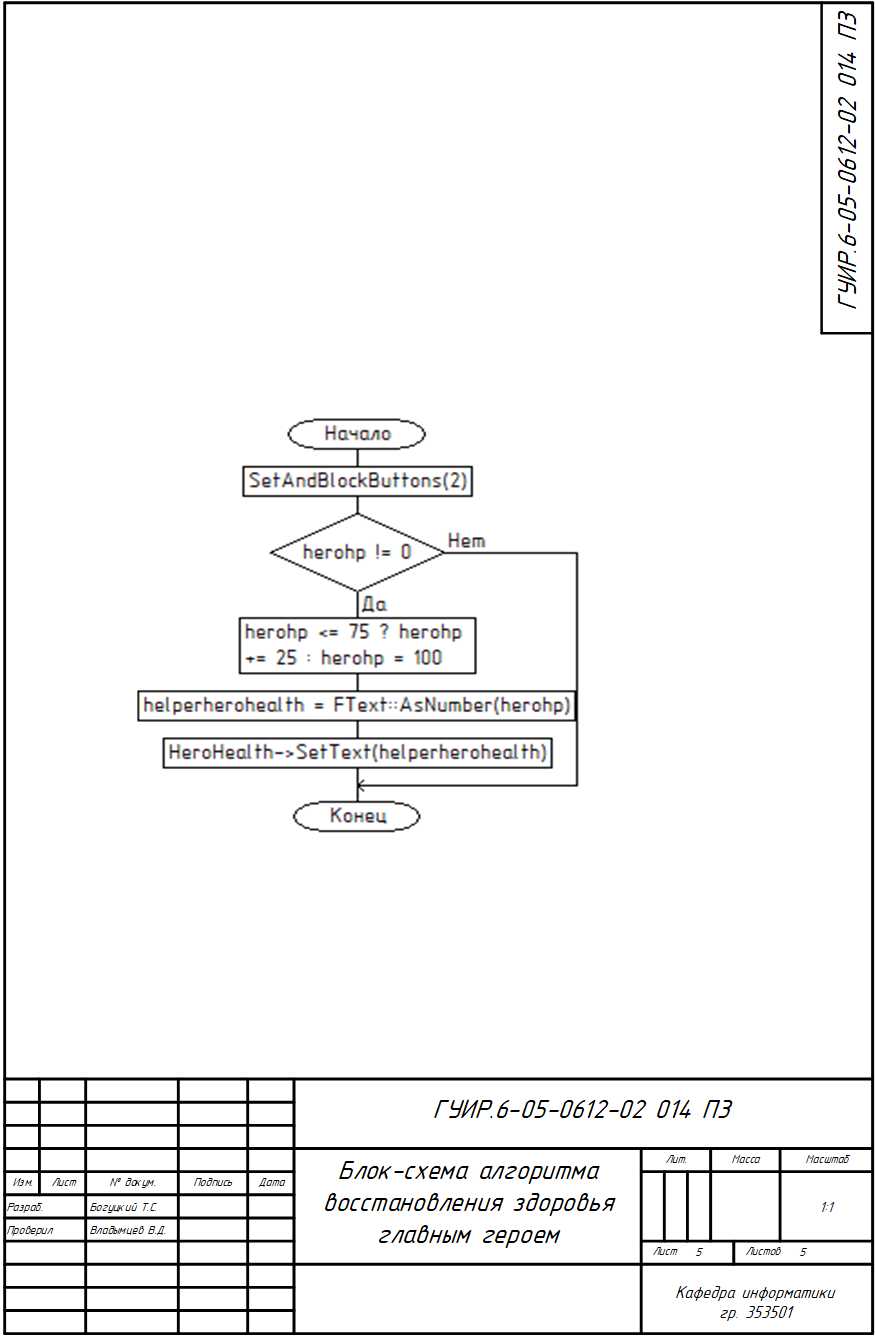 ГУИР.6-05-0612-02 014 ПЗ
Начало
SetAndBlockButtons(2)
herohp != 0
Нет
Да
herohp <= 75 ? herohp
+= 25 : herohp = 100
helperherohealth = FText::AsNumber(herohp)
HeroHealth->SetText(helperherohealth)
Конец
ГУИР.6-05-0612-02 014 ПЗ
Блок-схема алгоритма
восстановления здоровья
главным героем
Лит. Масса Масштаб
Изм. Лист № докум. Подпись Дата
Разраб. Богуцкий Т.С.
1:1
Проверил Владымцев В.Д.
Лист 5 Листов 5
Кафедра информатики
гр. 353501